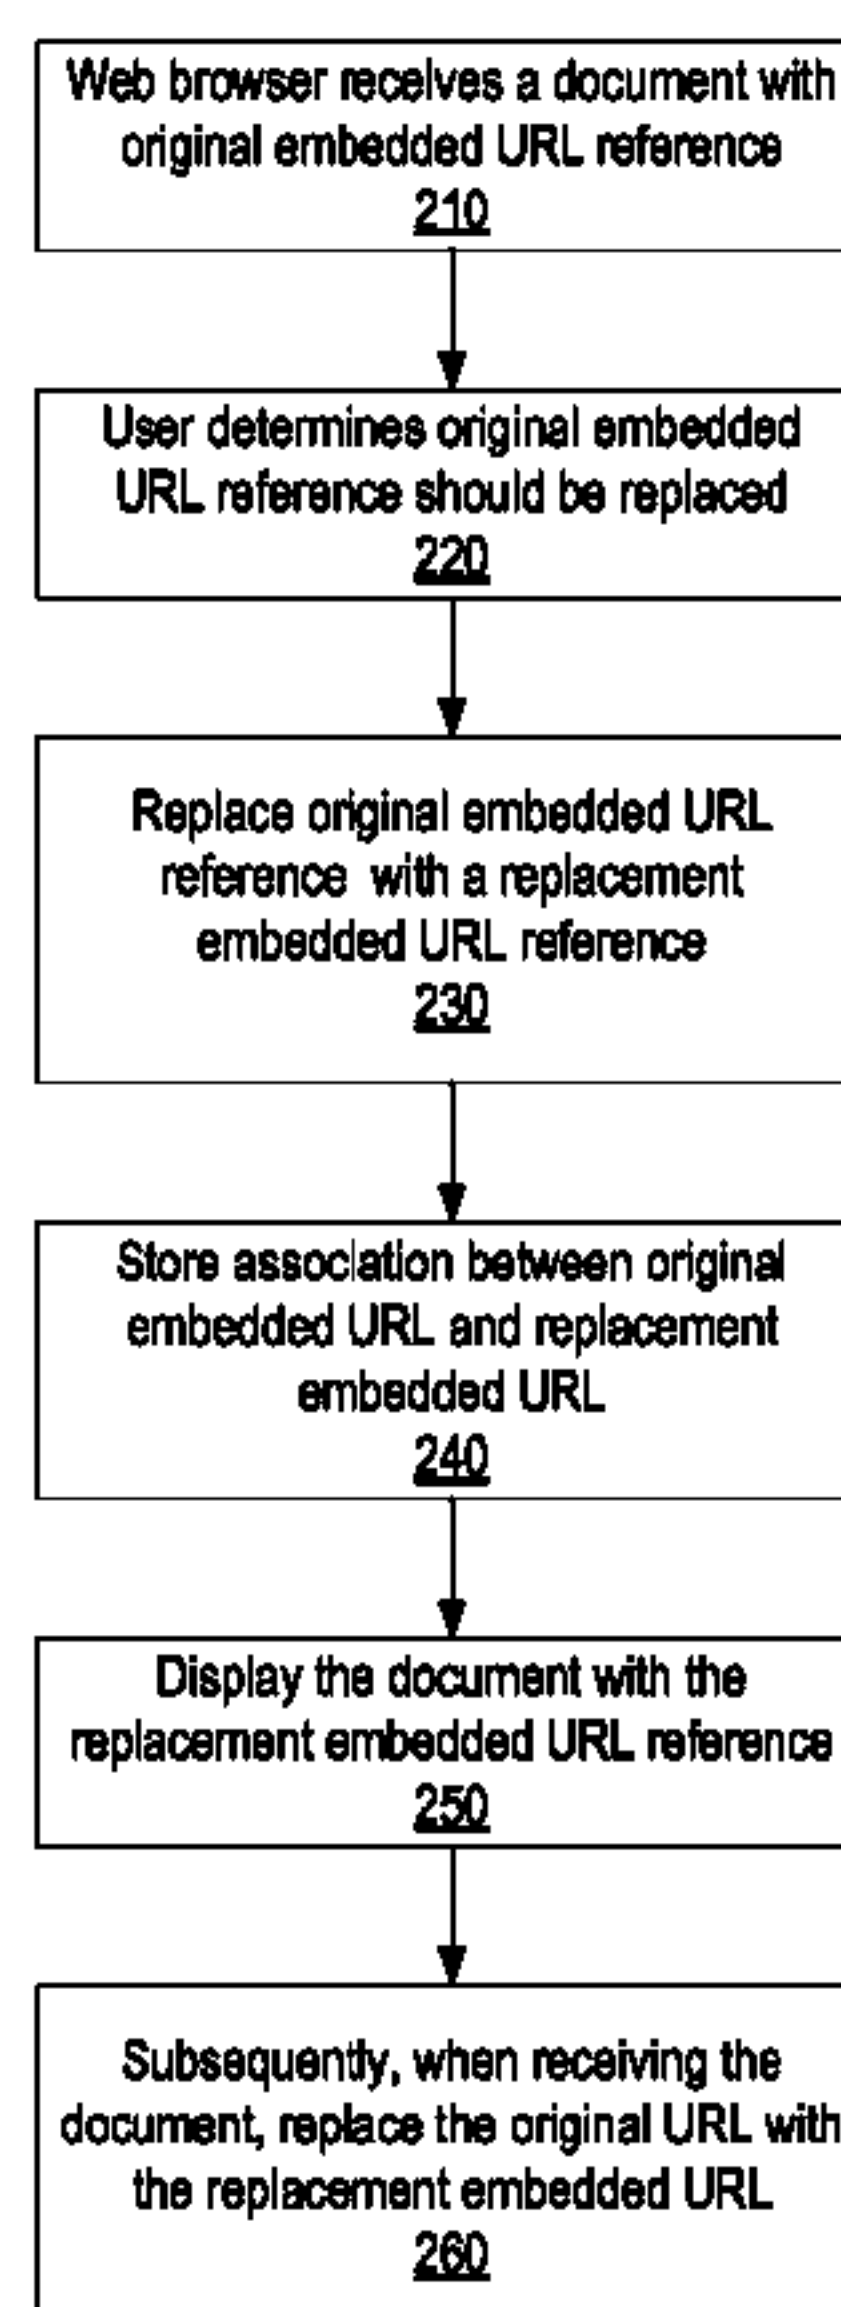 Web browser receives a document with
original embedded URL reference
210
User determines original embedded
URL reference should be replaced
220
Replace original embedded URL
reference with a replacement
embedded URL reference
230
Store association between original
embedded URL and replacement
embedded URL
240
Display the document with the
replacement embedded URL reference
250
Subsequently, when receiving the
document, replace the original URL with
the replacement embedded URL
260